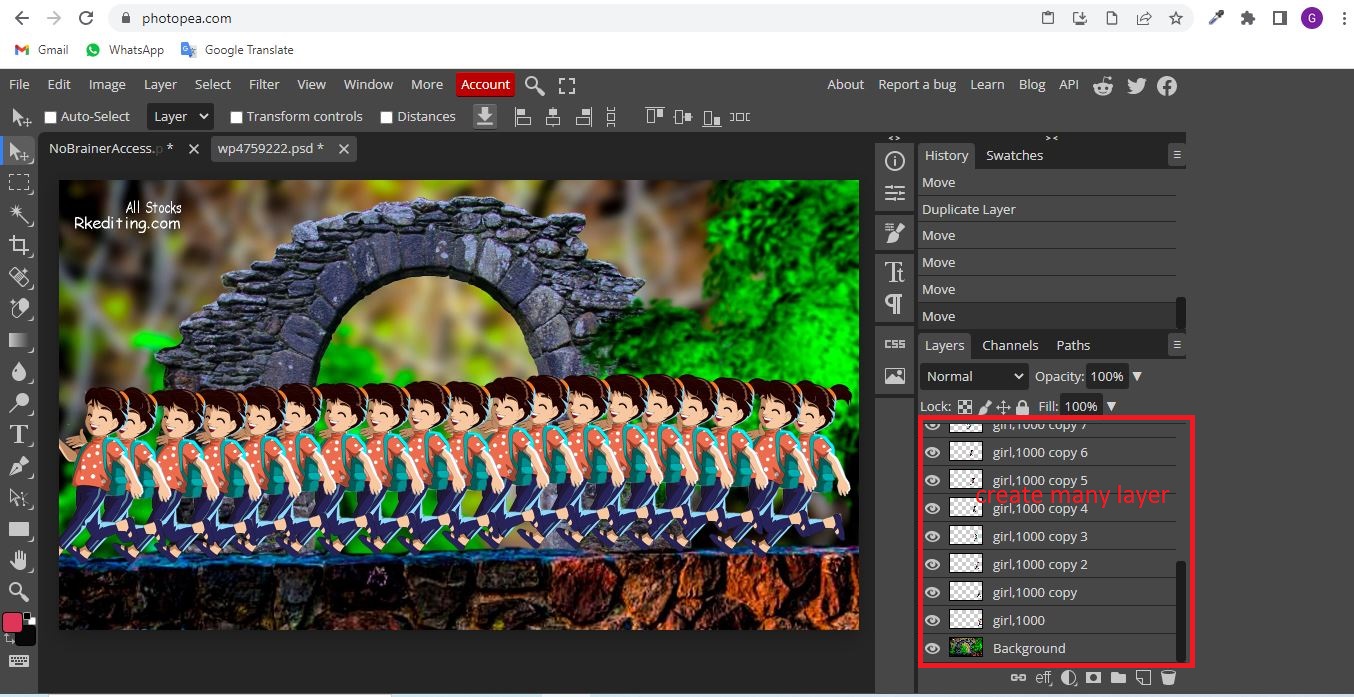 photopea.com
G
Gmail WhatsApp Google Translate
File Edit Image Layer Select Filter View Window More Account About Report a bug Learn Blog API
Auto-Select Layer Transform controls Distances
NoBrainerAccess.p * wp4759222.psd *
All Stocks
Rkediting.com
History Swatches
Move
Duplicate Layer
Move
Move
Move
Move
CSS
Layers Channels Paths
Normal Opacity: 100%
Lock: Fill: 100%
girl,1000 copy 7
girl,1000 copy 6
girl,1000 copy 5
create many layer
girl,1000 copy 4
girl,1000 copy 3
girl,1000 copy 2
girl,1000 copy
girl,1000
Background
eff